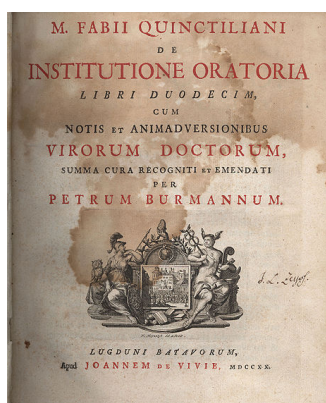 M. FABII QUINCTILIANI
DE
INSTITUTIONE ORATORIA
LIBRI DUODECIM,
CUM
NOTIS ET ANIMADVERSIONIBUS
VIRORUM DOCTORUM,
SUMMA CURA RECOGNITI ET EMENDATI
PER
PETRUM BURMANNUM.
LUGDUNI BATAVORUM,
Apud JOANNEM DE VIVIE, MDCCXX.